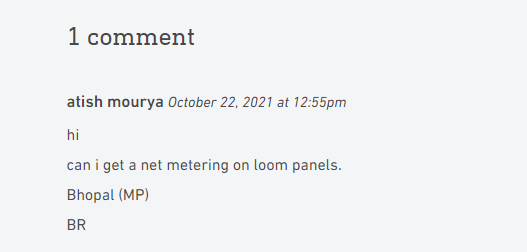 1 comment
atish mourya October 22, 2021 at 12:55pm
hi
can i get a net metering on loom panels.
Bhopal (MP)
BR